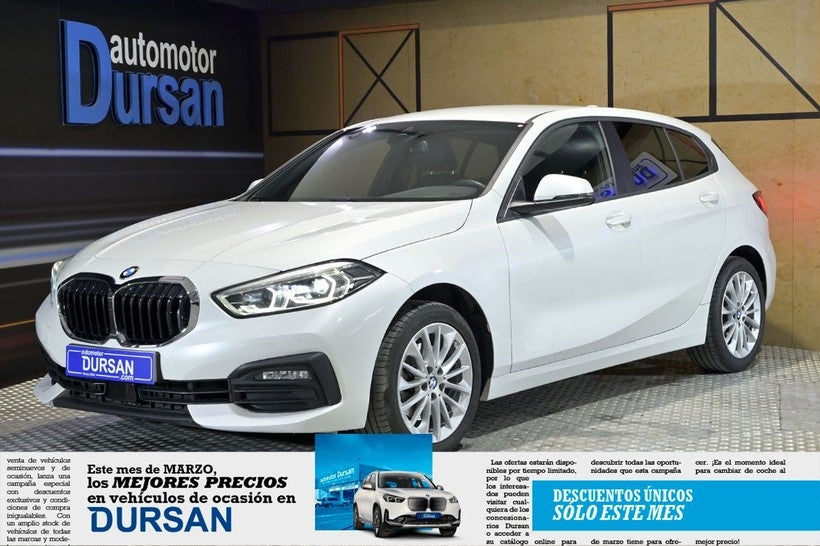 automotor
Dursan
automotor
DURSAN
.com
venta de vehículos
seminuevos y de
ocasión, lanza una
campaña especial
con descuentos
exclusivos y condi-
ciones de compra
inigualables. Con
un amplio stock de
vehículos de todas
las marcas y mode-
Este mes de MARZO,
los MEJORES PRECIOS
en vehículos de ocasión en
DURSAN
automotor Dursan
Las ofertas estarán dispo-
nibles por tiempo limitado,
por lo que
los interesa-
dos pueden
visitar cual-
quiera de los
concesiona-
rios Dursan
o acceder a
su catálogo online para
descubrir todas las oportu-
nidades que esta campaña
cer. ¡Es el momento ideal
para cambiar de coche al
DESCUENTOS ÚNICOS
SÓLO ESTE MES
de marzo tiene para ofre-
mejor precio!